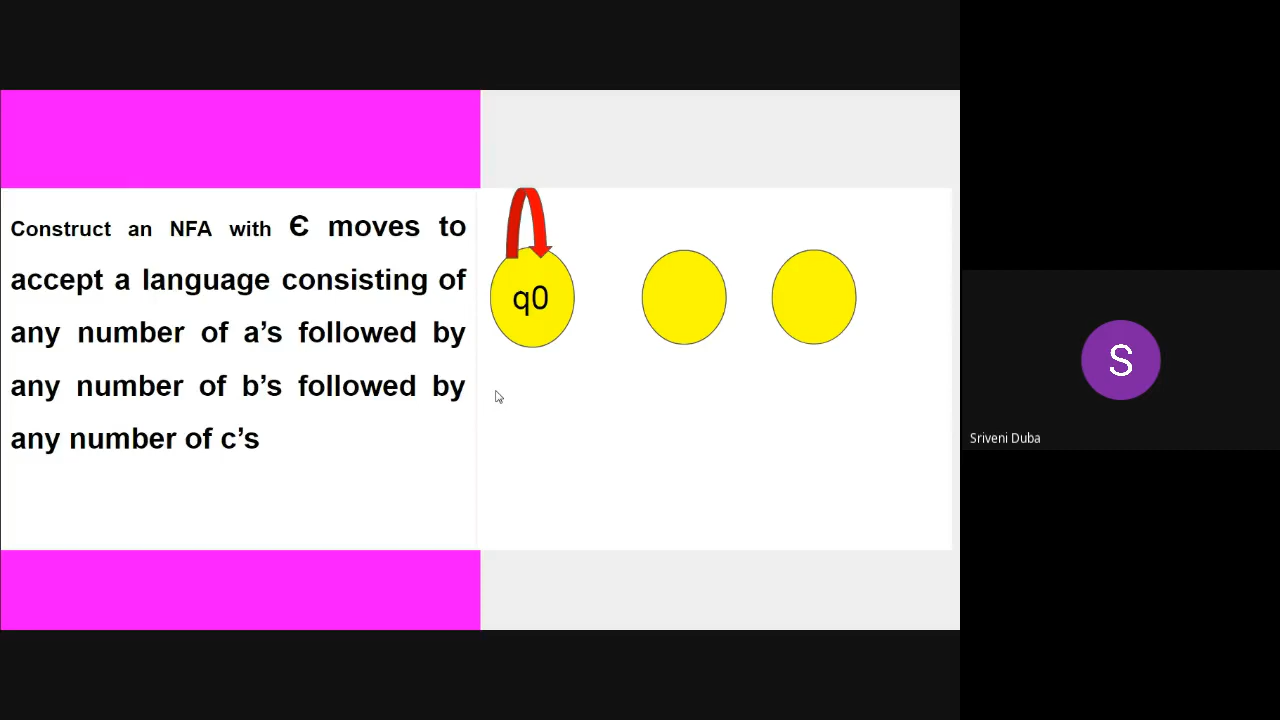 Construct an NFA with Є moves to
accept a language consisting of
any number of a’s followed by
any number of b’s followed by
any number of c’s
q0
S
Sriveni Duba